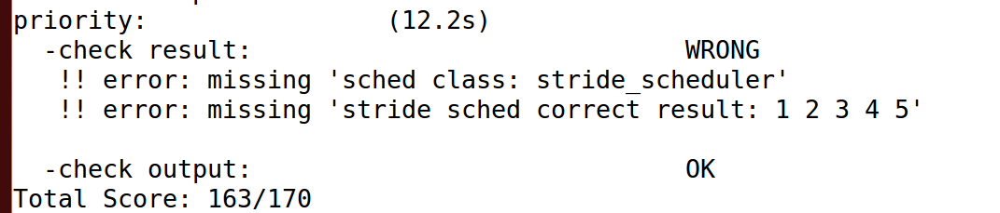 priority:                (12.2s)
  -check result:                             WRONG
   !! error: missing 'sched class: stride_scheduler'
   !! error: missing 'stride sched correct result: 1 2 3 4 5'
  -check output:                             OK
Total Score: 163/170